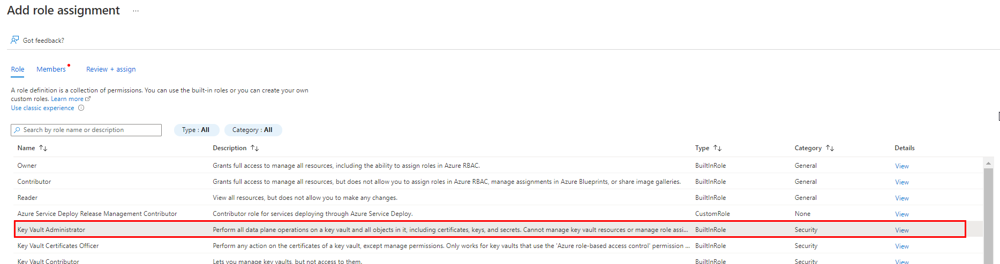 Add role assignment ...
Got feedback?
Role Members Review + assign
A role definition is a collection of permissions. You can use the built-in roles or you can create your own
custom roles. Learn more
Use classic experience
Search by role name or description Type : All Category : All
Name Description Type Category Details
Owner Grants full access to manage all resources, including the ability to assign roles in Azure RBAC. BuiltInRole General View
Contributor Grants full access to manage all resources, but does not allow you to assign roles in Azure RBAC, manage assignments in Azure Blueprints, or share image galleries. BuiltInRole General View
Reader View all resources, but does not allow you to make any changes. BuiltInRole General View
Azure Service Deploy Release Management Contributor Contributor role for services deploying through Azure Service Deploy. CustomRole None View
Key Vault Administrator Perform all data plane operations on a key vault and all objects in it, including certificates, keys, and secrets. Cannot manage key vault resources or manage role assi... BuiltInRole Security View
Key Vault Certificates Officer Perform any action on the certificates of a key vault, except manage permissions. Only works for key vaults that use the 'Azure role-based access control' permission ... BuiltInRole Security View
Key Vault Contributor Lets you manage key vaults, but not access to them. BuiltInRole Security View